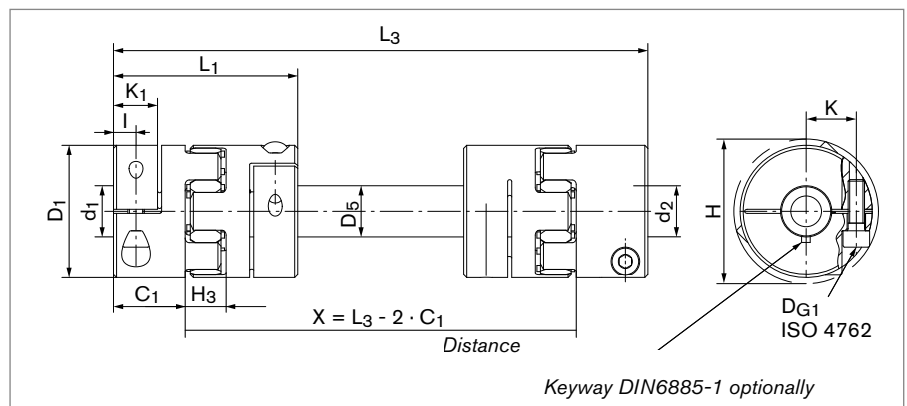 L3
L1
K1
I
K
D1
d1
D5
d2
H
C1
H3
X = L3 - 2 · C1
Distance
DG1
ISO 4762
Keyway DIN6885-1 optionally